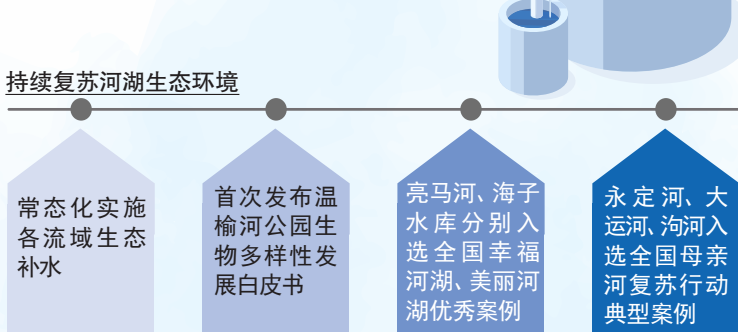 持续复苏河湖生态环境
常态化实施
各流域生态
补水
首次发布温
榆河公园生
物多样性发
展白皮书
亮马河、海子
水库分别入
选全国幸福
河湖、美丽河
湖优秀案例
永定河、大
运河、泃河入
选全国母亲
河复苏行动
典型案例